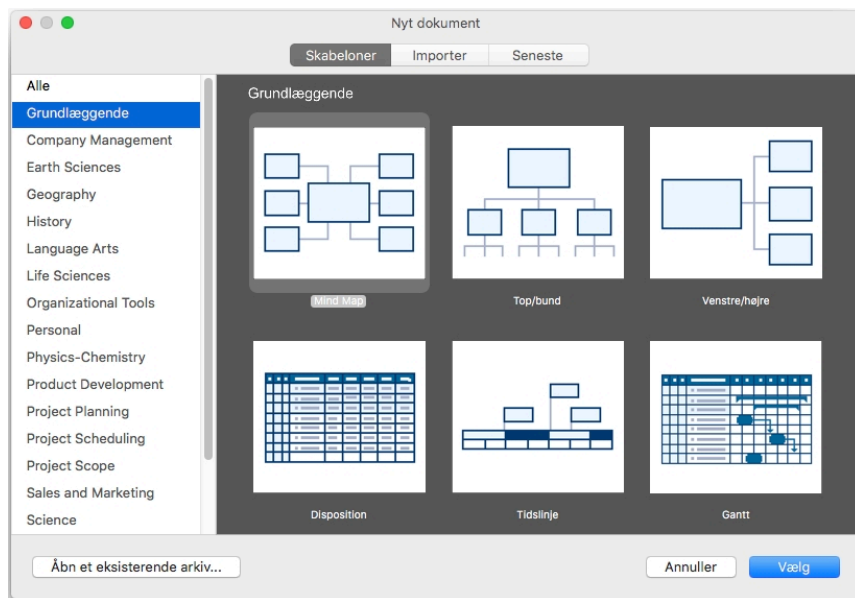 Nyt dokument
Skabeloner Importer Seneste
Alle
Grundlæggende
Company Management
Earth Sciences
Geography
History
Language Arts
Life Sciences
Organizational Tools
Personal
Physics-Chemistry
Product Development
Project Planning
Project Scheduling
Project Scope
Sales and Marketing
Science
Grundlæggende
Mind Map Top/bund Venstre/højre
Disposition Tidslinje Gantt
Åbn et eksisterende arkiv... Annuller Vælg